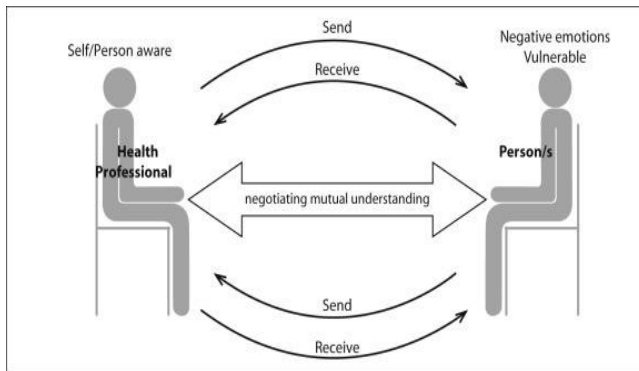 Send
Self/Person aware
Negative emotions
Vulnerable
Receive
Health
Professional
Person/s
negotiating mutual understanding
Send
Receive